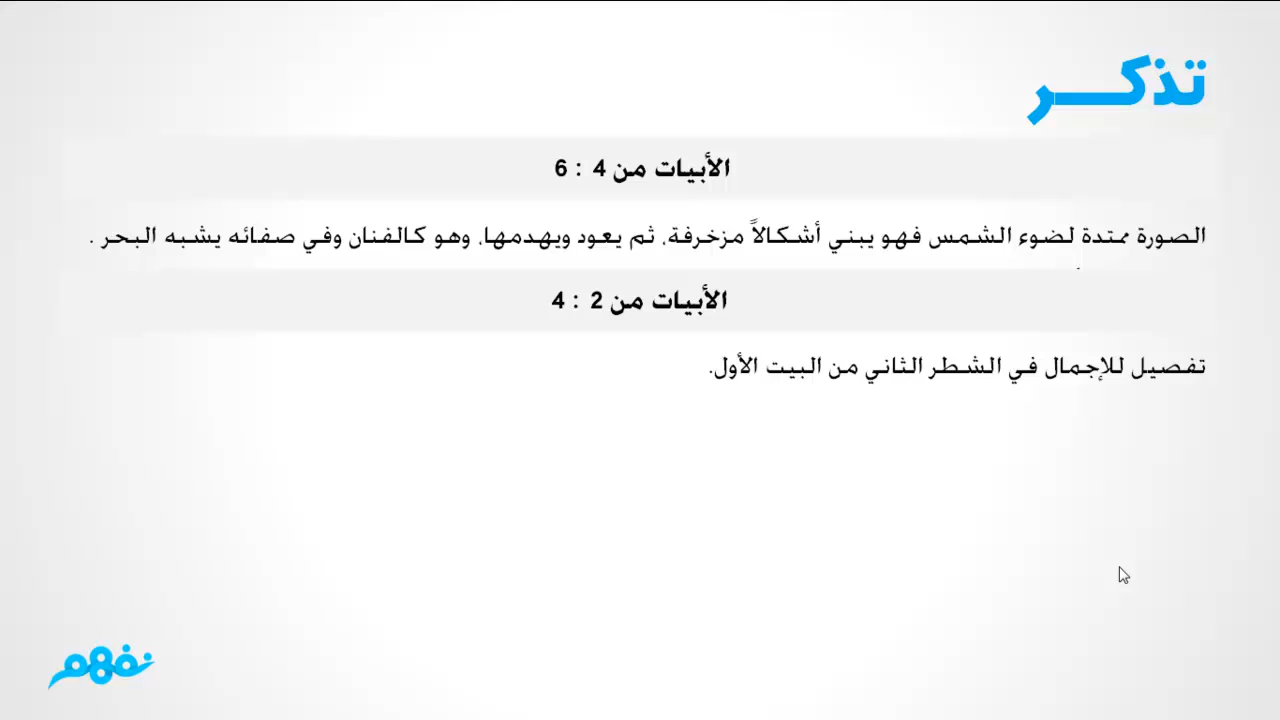 تذكـــر
الأبيات من 4 : 6
الصورة ممتدة لضوء الشمس فهو يبني أشكالاً مزخرفة، ثم يعود ويهدمها، وهو كالفنان وفي صفائه يشبه البحر .
الأبيات من 2 : 4
تفصيل للإجمال في الشطر الثاني من البيت الأول.
نفهم